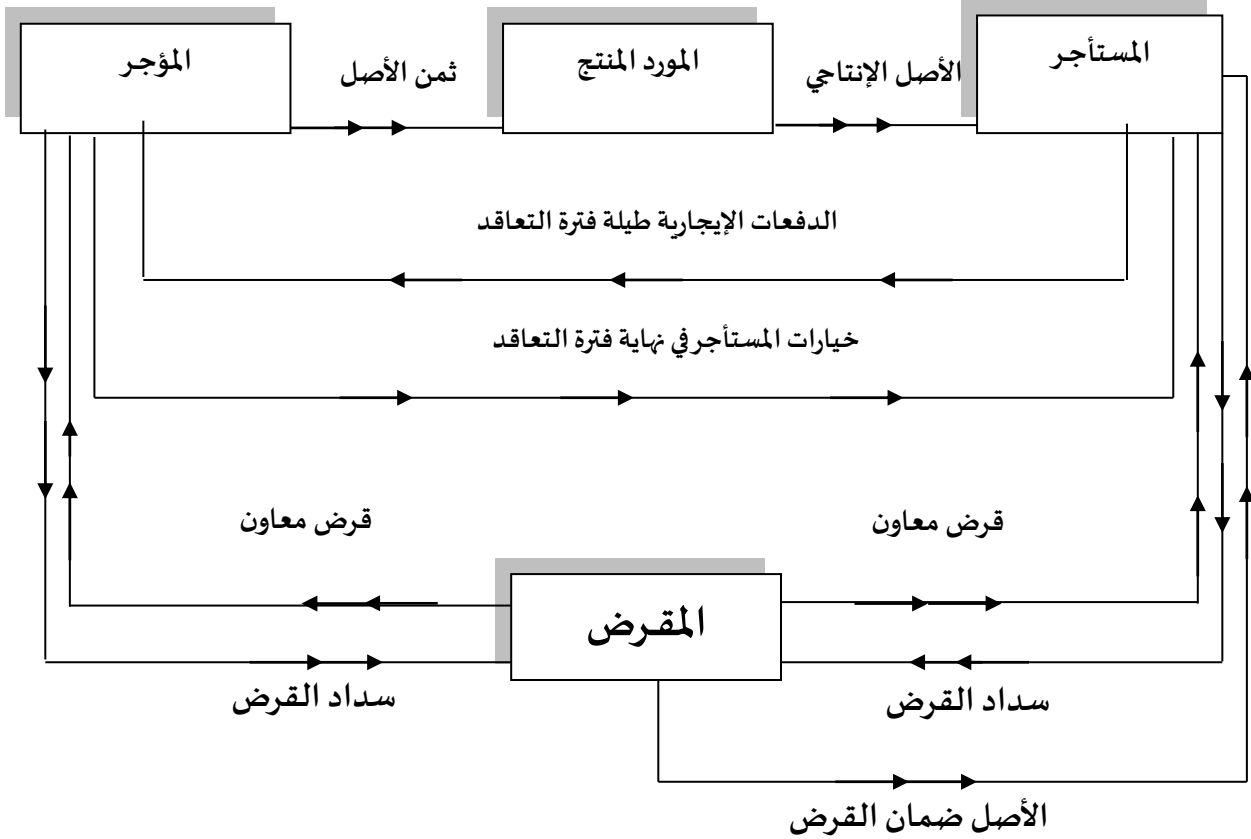 المستأجر
الأصل الإنتاجي
المورد المنتج
ثمن الأصل
المؤجر
الدفعات الإيجارية طيلة فترة التعاقد
خيارات المستأجر في نهاية فترة التعاقد
قرض معاون
قرض معاون
المقرض
سداد القرض
سداد القرض
الأصل ضمان القرض